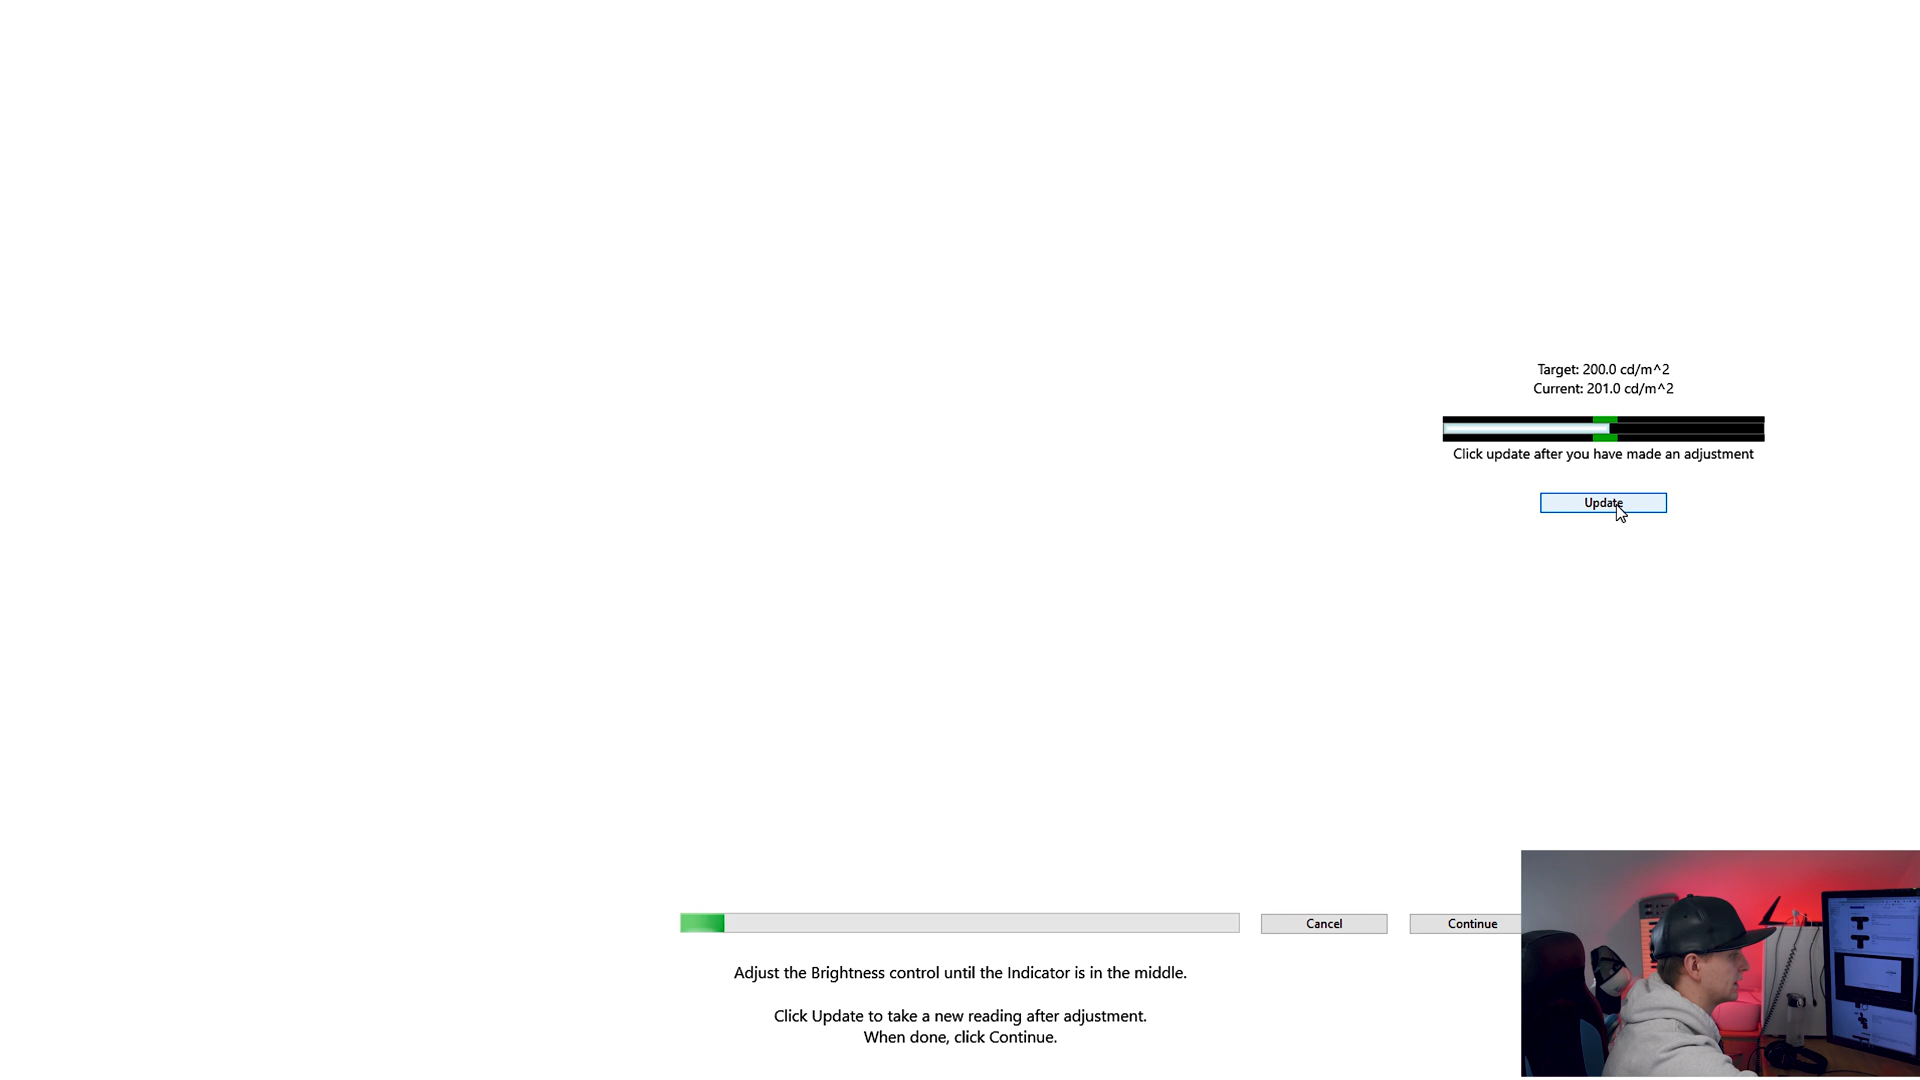 Target: 200.0 cd/m^2
Current: 201.0 cd/m^2
Click update after you have made an adjustment
Update
Cancel
Continue
Adjust the Brightness control until the Indicator is in the middle.
Click Update to take a new reading after adjustment.
When done, click Continue.